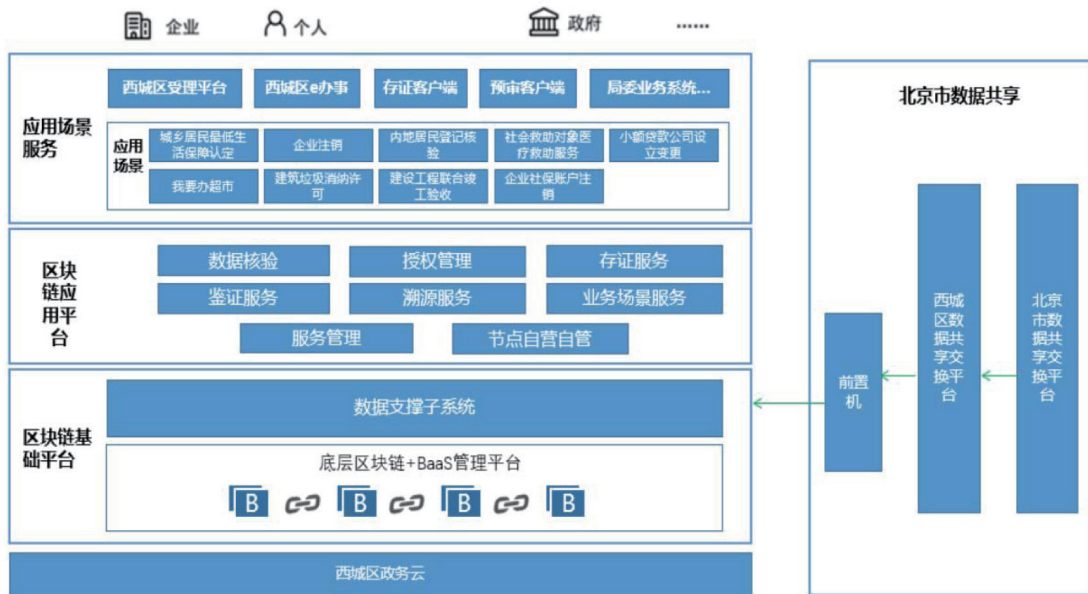 企业
个人
政府
......
应用场景
服务
西城区受理平台
西城区e办事
存证客户端
预审客户端
局委业务系统...
应用
场景
城乡居民最低生
活保障认定
企业注销
内地居民登记核
验
社会救助对象医
疗救助服务
小额贷款公司设
立变更
我要办超市
建筑垃圾消纳许
可
建设工程联合竣
工验收
企业社保账户注
销
区块
链应
用平
台
数据核验
授权管理
存证服务
鉴证服务
溯源服务
业务场景服务
服务管理
节点自营自管
区块链基
础平台
数据支撑子系统
底层区块链+BaaS管理平台
B
B
B
B
西城区政务云
北京市数据共享
前置
机
西城
区数
据共
享交
换平
台
北京
市数
据共
享交
换平
台